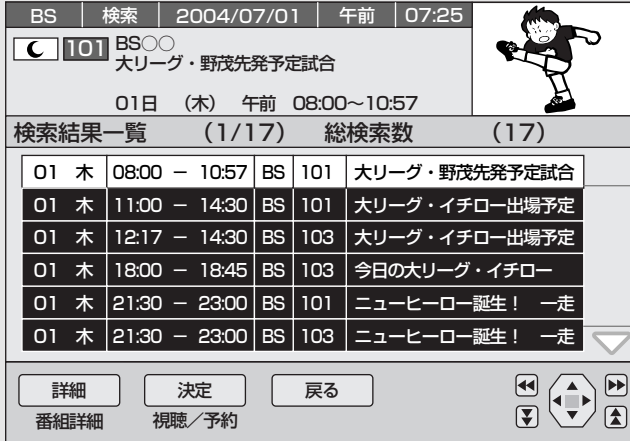 BS 検索 2004/07/01 午前 07:25
101 BS○○
大リーグ・野茂先発予定試合
01日 （木） 午前 08:00～10:57
検索結果一覧 （1/17） 総検索数 （17）
01 木 08:00 － 10:57 BS 101 大リーグ・野茂先発予定試合
01 木 11:00 － 14:30 BS 101 大リーグ・イチロー出場予定
01 木 12:17 － 14:30 BS 103 大リーグ・イチロー出場予定
01 木 18:00 － 18:45 BS 103 今日の大リーグ・イチロー
01 木 21:30 － 23:00 BS 101 ニューヒーロー誕生！ 一走
01 木 21:30 － 23:00 BS 103 ニューヒーロー誕生！ 一走
詳細 決定 戻る
番組詳細 視聴／予約